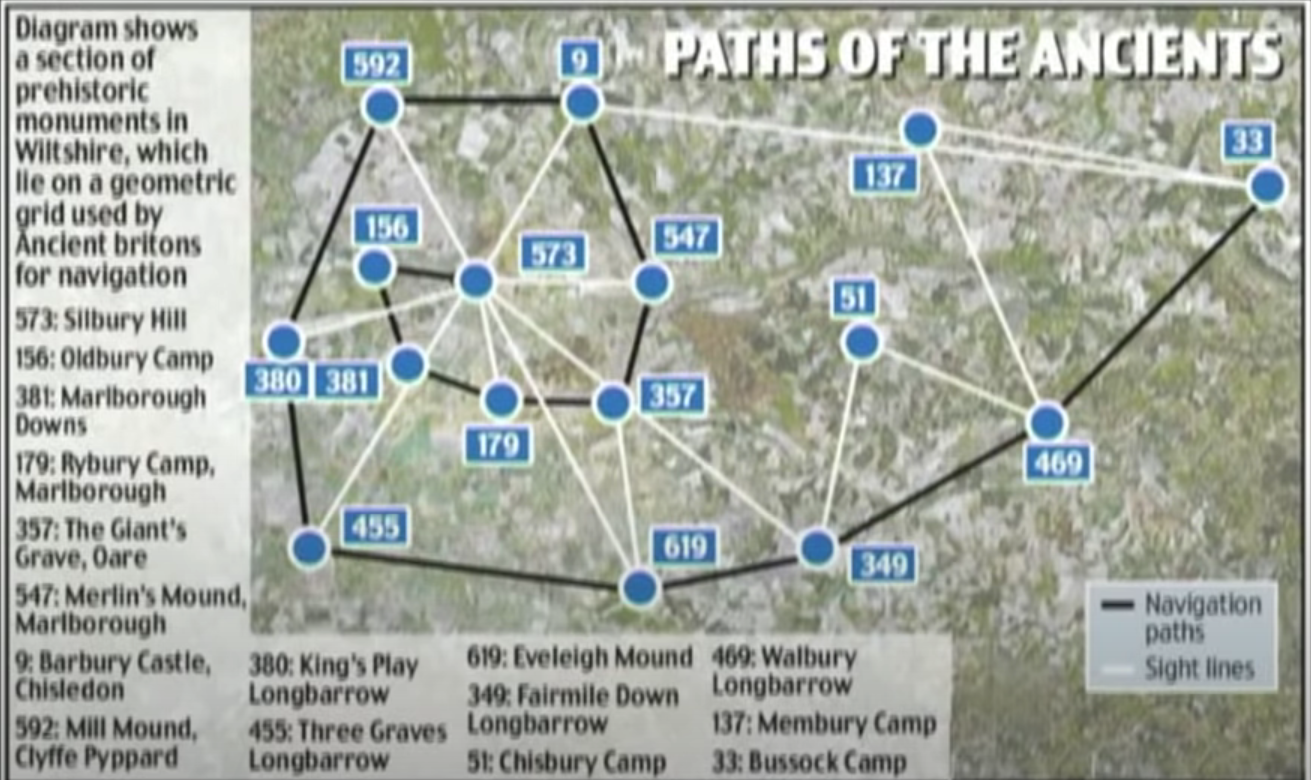 Diagram shows
a section of
prehistoric
monuments in
Wiltshire, which
lie on a geometric
grid used by
Ancient britons
for navigation
573: Silbury Hill
156: Oldbury Camp
381: Marlborough
Downs
179: Rybury Camp,
Marlborough
357: The Giant's
Grave, Oare
547: Merlin's Mound,
Marlborough
9: Barbury Castle,
Chisledon
592: Mill Mound,
Clyffe Pyppard
380: King's Play
Longbarrow
455: Three Graves
Longbarrow
619: Eveleigh Mound
349: Fairmile Down
Longbarrow
51: Chisbury Camp
469: Walbury
Longbarrow
137: Membury Camp
33: Bussock Camp
PATHS OF THE ANCIENTS
592
9
137
33
156
573
547
51
380
381
357
179
469
455
619
349
Navigation
paths
Sight lines